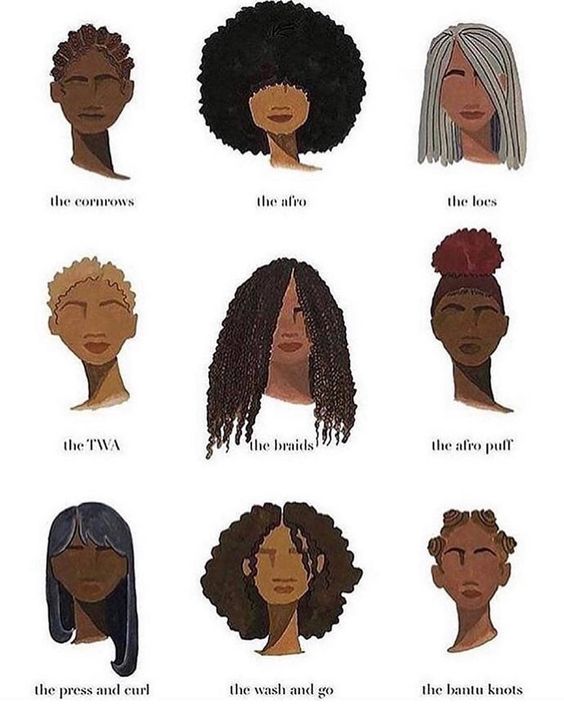 the cornrows
the afro
the locs
the TWA
the braids
the afro puff
the press and curl
the wash and go
the bantu knots